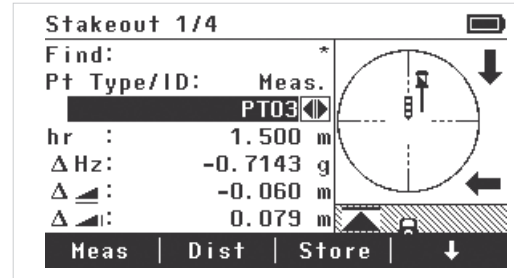 Stakeout 1/4
Find: *
Pt Type/ID: Meas.
PT03
hr : 1.500 m
ΔHz: -0.7143 g
Δ : -0.060 m
Δ : 0.079 m
Meas | Dist | Store | ↓